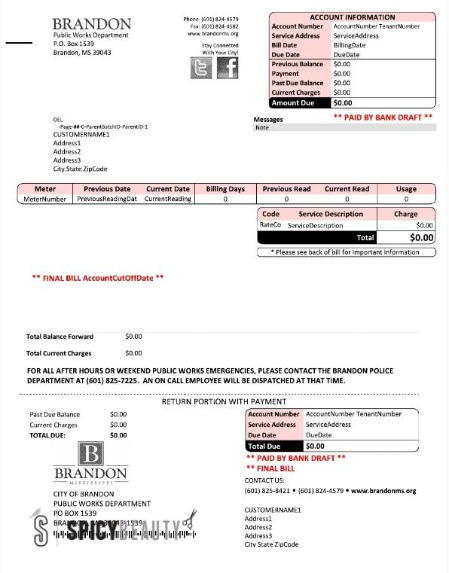 BRANDON
Public Works Department
P.O. Box 1539
Brandon, MS 39043
Phone: (601) 824-4579
Fax: (601) 824-4582
www.brandonms.org
Stay Connected
With Your City!
ACCOUNT INFORMATION
Account Number AccountNumber TenantNumber
Service Address ServiceAddress
Bill Date BillingDate
Due Date DueDate
Previous Balance $0.00
Payment $0.00
Past Due Balance $0.00
Current Charges $0.00
Amount Due $0.00
OEL
-Page-##-O-ParentBatchID-ParentID-1
CUSTOMERNAME1
Address1
Address2
Address3
City State ZipCode
Messages ** PAID BY BANK DRAFT **
Note
Meter Previous Date Current Date Billing Days Previous Read Current Read Usage
MeterNumber PreviousReadingDat CurrentReading 0 0 0 0
Code Service Description Charge
RateCo ServiceDescription $0.00
Total $0.00
* Please see back of bill for important information
** FINAL BILL AccountCutOffDate **
Total Balance Forward $0.00
Total Current Charges $0.00
FOR ALL AFTER HOURS OR WEEKEND PUBLIC WORKS EMERGENCIES, PLEASE CONTACT THE BRANDON POLICE
DEPARTMENT AT (601) 825-7225. AN ON CALL EMPLOYEE WILL BE DISPATCHED AT THAT TIME.
RETURN PORTION WITH PAYMENT
Past Due Balance $0.00
Current Charges $0.00
TOTAL DUE: $0.00
B
BRANDON
MISSISSIPPI
CITY OF BRANDON
PUBLIC WORKS DEPARTMENT
PO BOX 1539
SPICY BEAUTY
Account Number AccountNumber TenantNumber
Service Address ServiceAddress
Due Date DueDate
Total Due $0.00
** PAID BY BANK DRAFT **
** FINAL BILL
CONTACT US:
(601) 825-8421 • (601) 824-4579 • www.brandonms.org
CUSTOMERNAME1
Address1
Address2
Address3
City State ZipCode